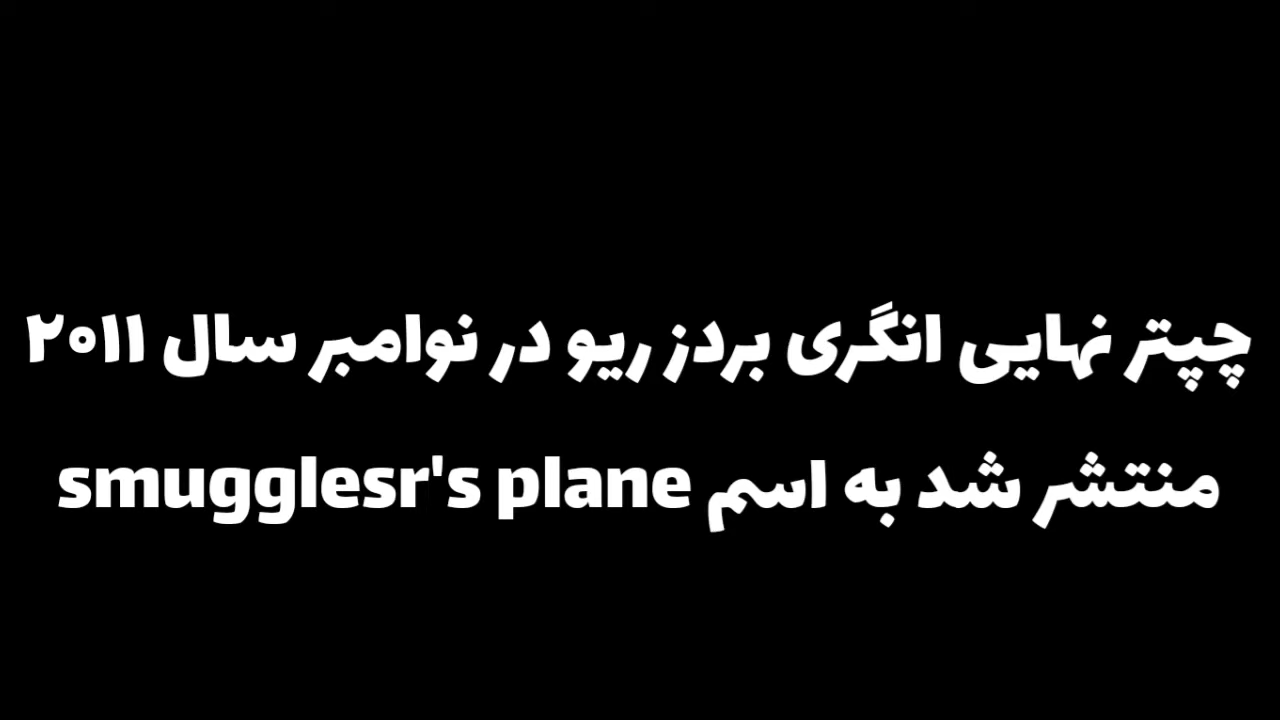 چپتر نهایی انگری بردز ریو در نوامبر سال ۲۰۱۱
منتشر شد به اسم smugglesr's plane